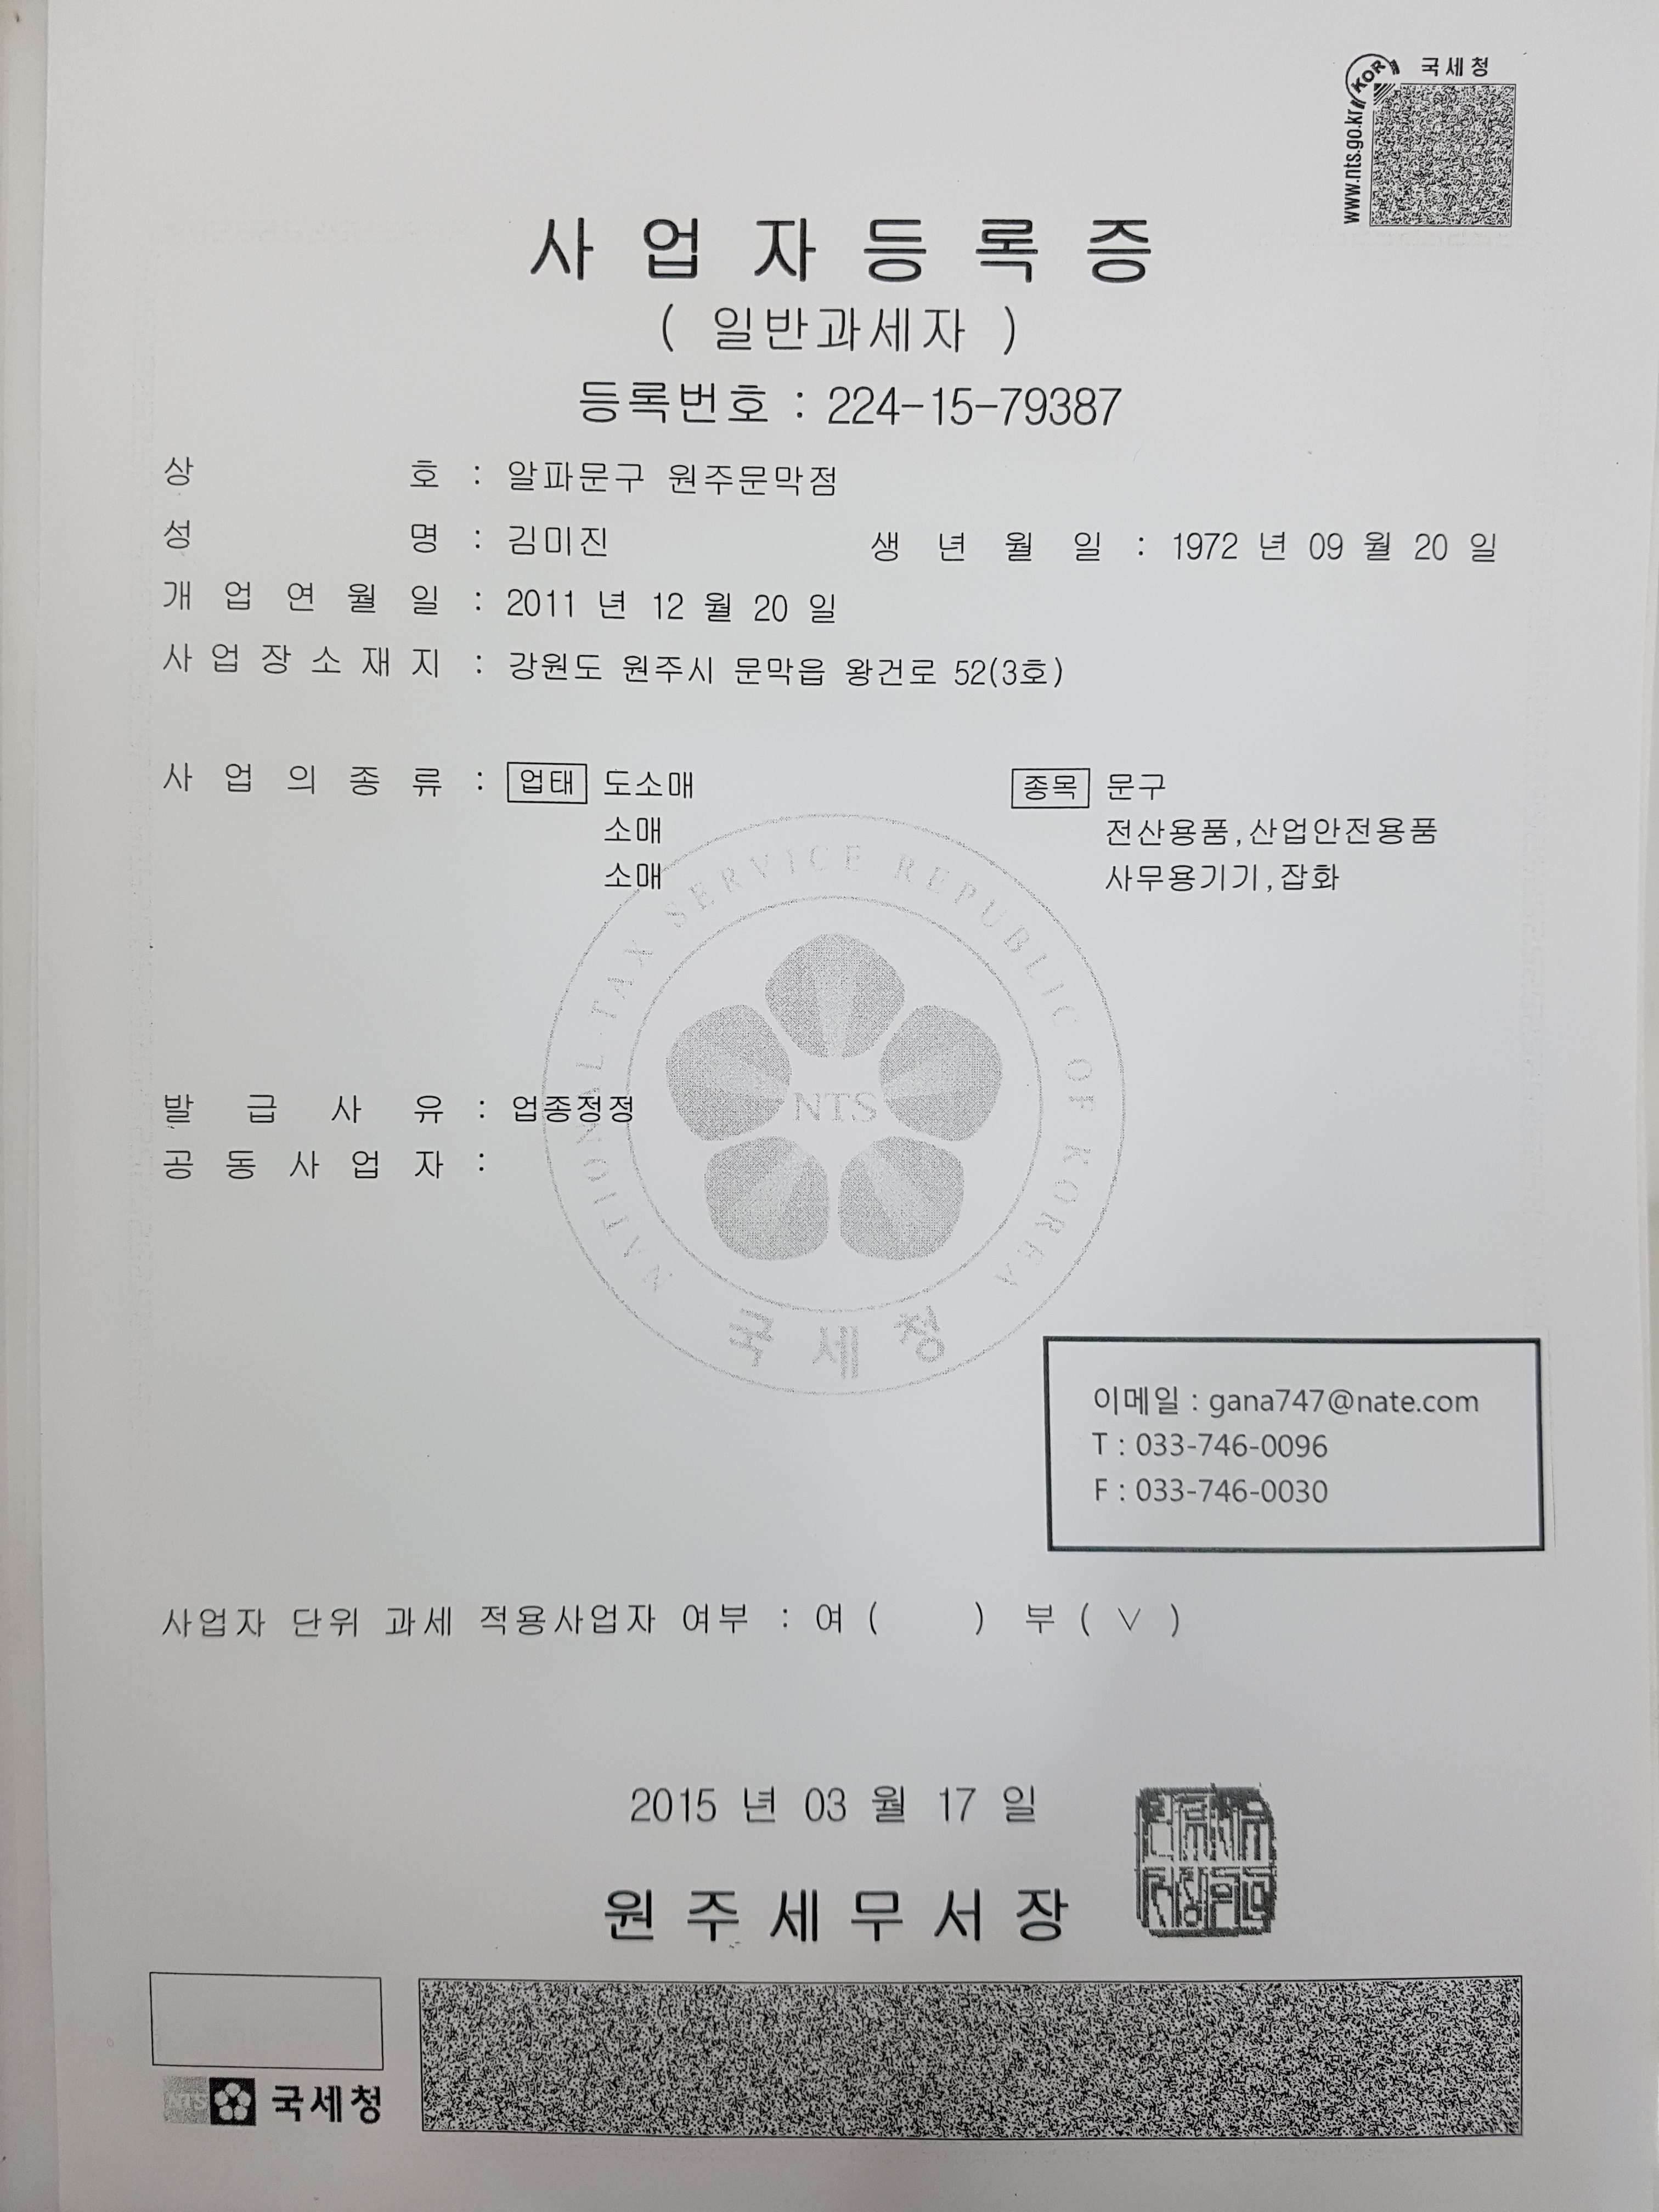 국세청
KOR
www.nts.go.kr
사업자등록증
( 일반과세자 )
등록번호 : 224-15-79387
상 호 : 알파문구 원주문막점
성 명 : 김미진 생 년 월 일 : 1972 년 09 월 20 일
개 업 연 월 일 : 2011 년 12 월 20 일
사 업 장 소 재 지 : 강원도 원주시 문막읍 왕건로 52(3호)
사 업 의 종 류 : 업태 도소매 종목 문구
소매 전산용품,산업안전용품
소매 사무용기기,잡화
NATIONAL TAX SERVICE REPUBLIC OF KOREA
NTS
국세청
발 급 사 유 : 업종정정
공 동 사 업 자 :
이메일 : gana747@nate.com
T : 033-746-0096
F : 033-746-0030
사업자 단위 과세 적용사업자 여부 : 여 ( ) 부 ( ∨ )
2015 년 03 월 17 일
원주세무서장
NTS 국세청